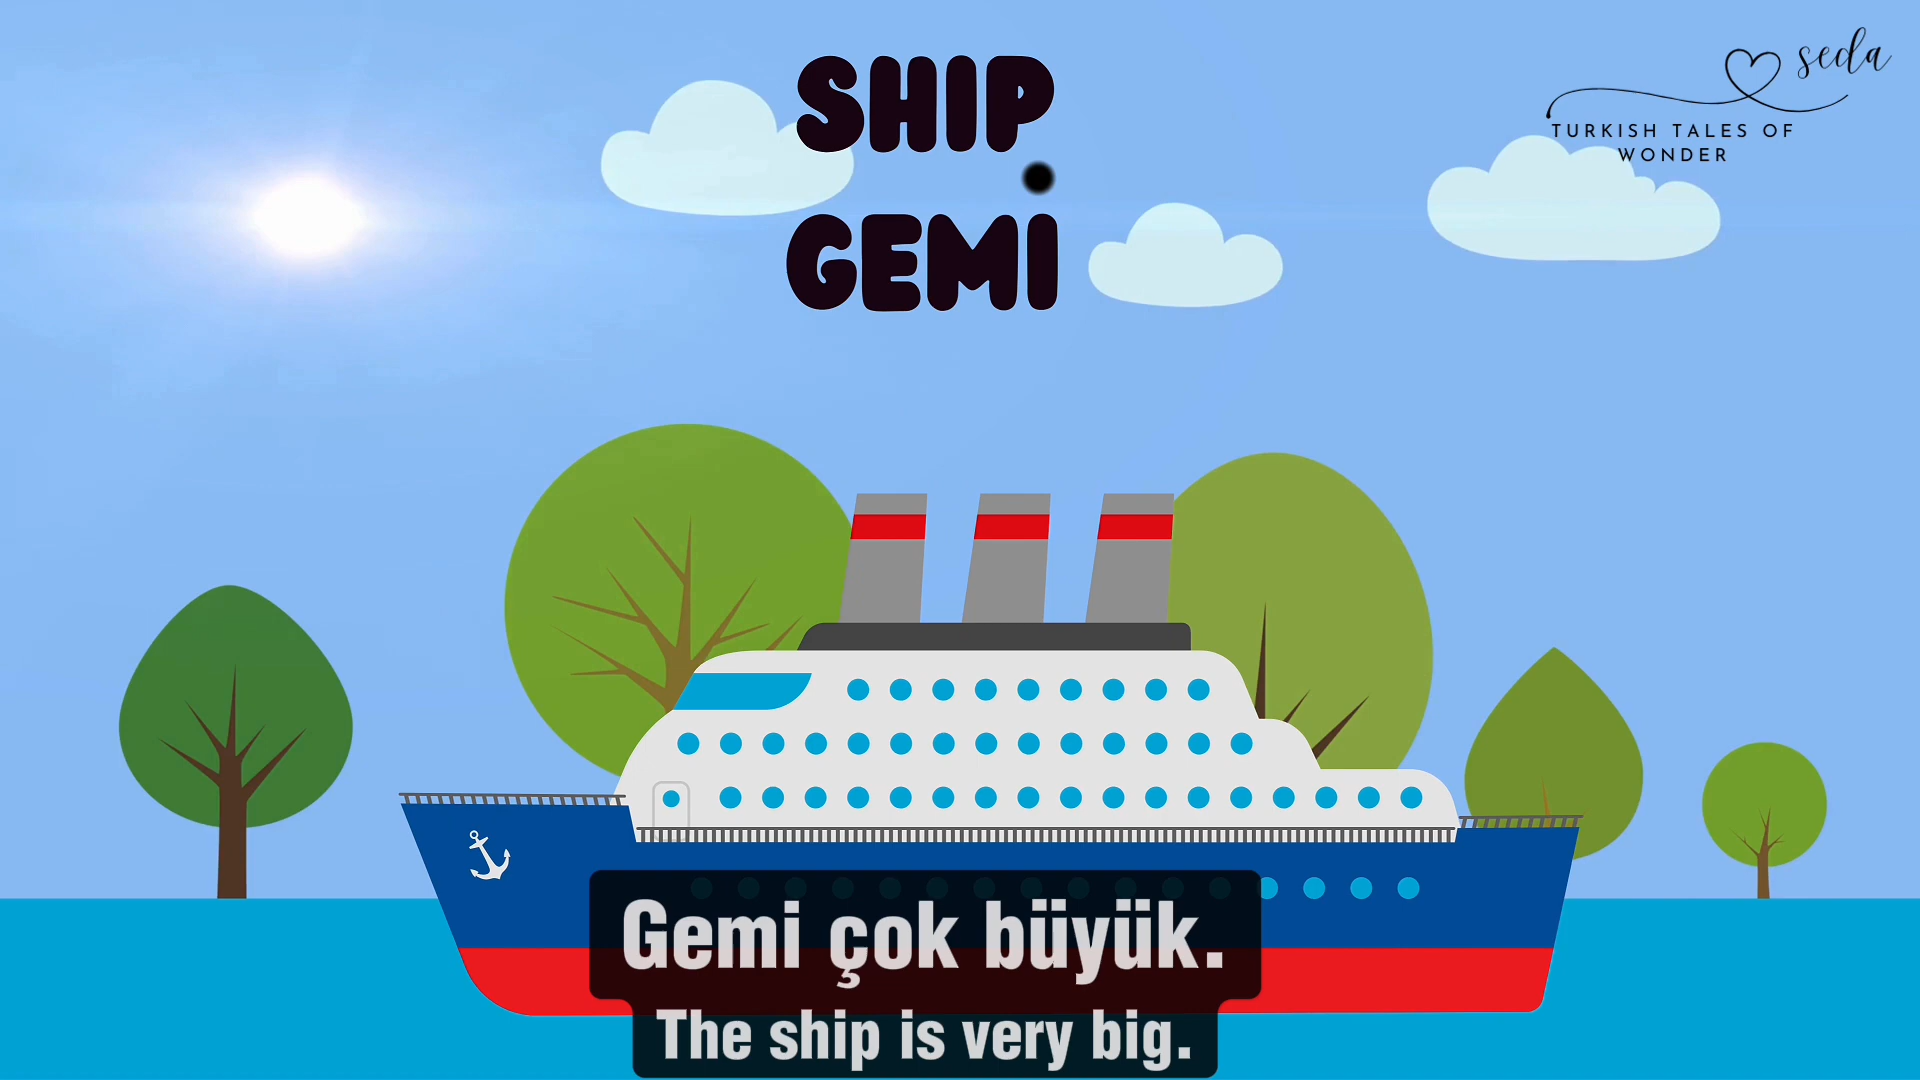 SHIP
GEMİ
seda
TURKISH TALES OF
WONDER
Gemi çok büyük.
The ship is very big.